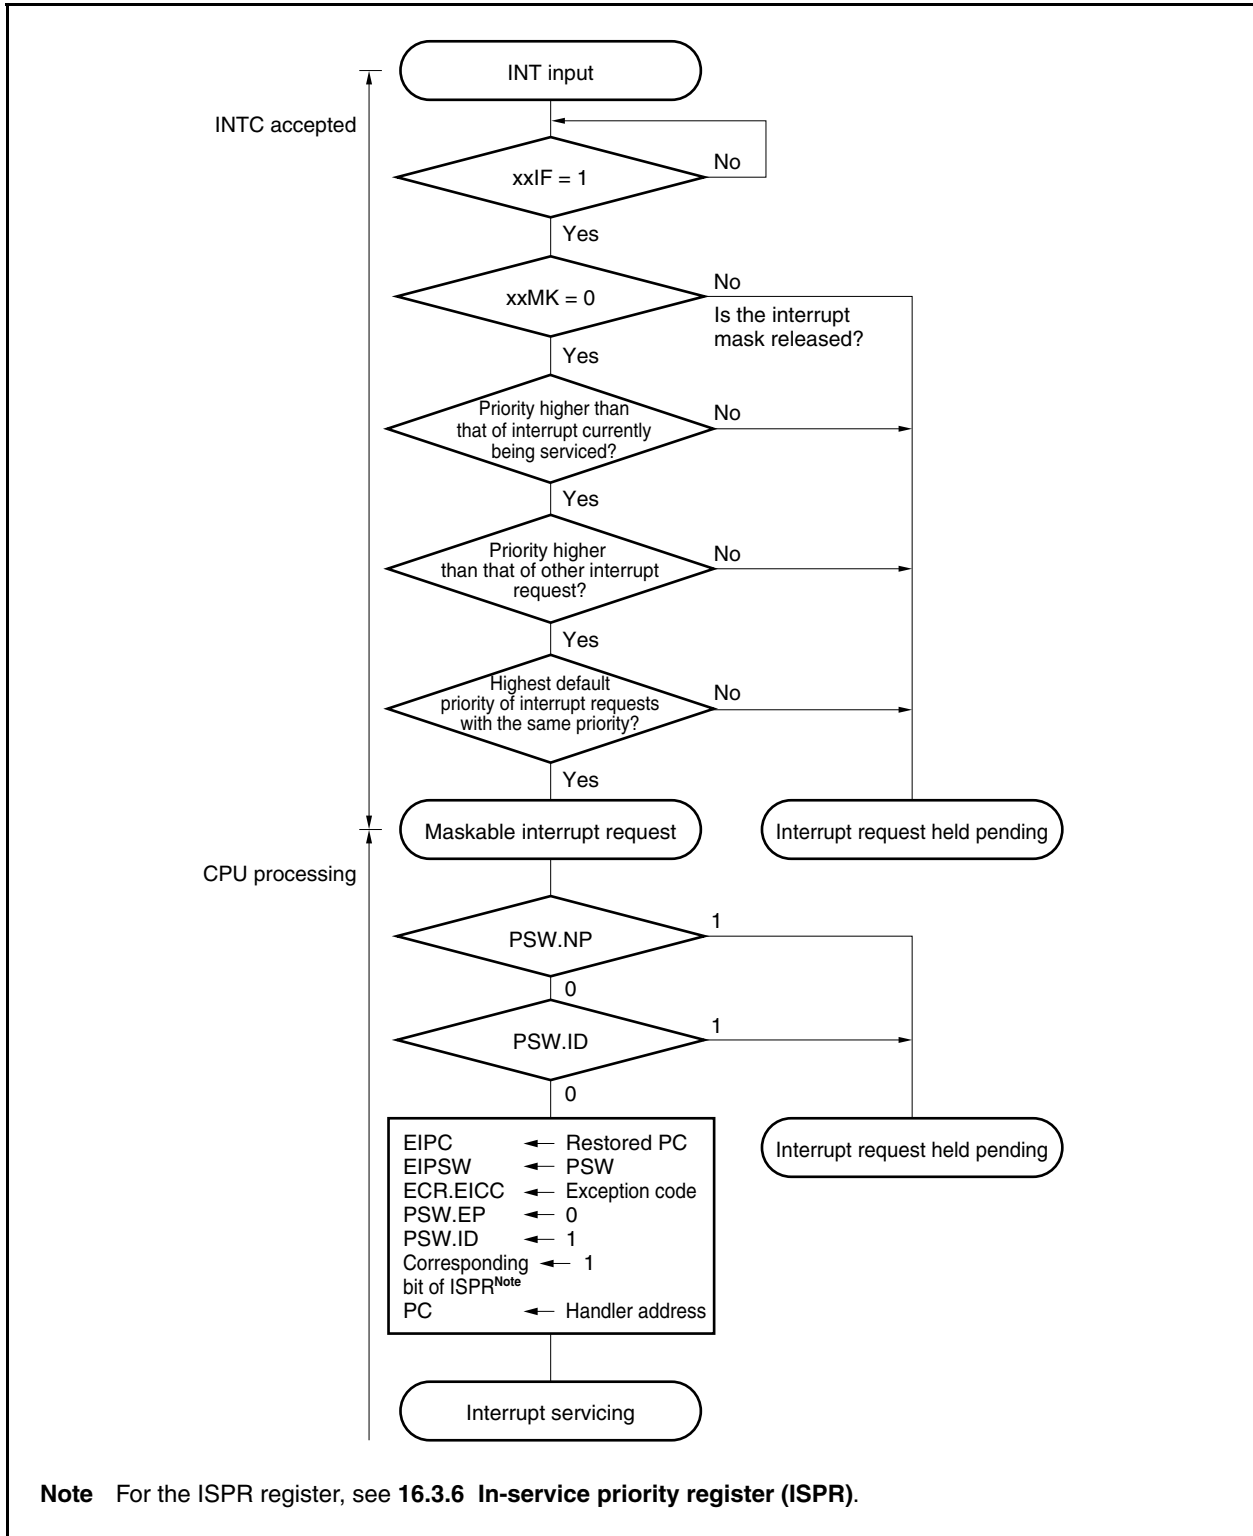 INT input
INTC accepted
No
xxIF = 1
Yes
No
xxMK = 0
Is the interrupt
mask released?
Yes
Priority higher than
that of interrupt currently
being serviced?
No
Yes
Priority higher
than that of other interrupt
request?
No
Yes
Highest default
priority of interrupt requests
with the same priority?
No
Yes
Maskable interrupt request
Interrupt request held pending
CPU processing
PSW.NP
1
0
PSW.ID
1
0
EIPC ← Restored PC
EIPSW ← PSW
ECR.EICC ← Exception code
PSW.EP ← 0
PSW.ID ← 1
Corresponding ← 1
bit of ISPRNote
PC ← Handler address
Interrupt request held pending
Interrupt servicing
Note For the ISPR register, see 16.3.6 In-service priority register (ISPR).